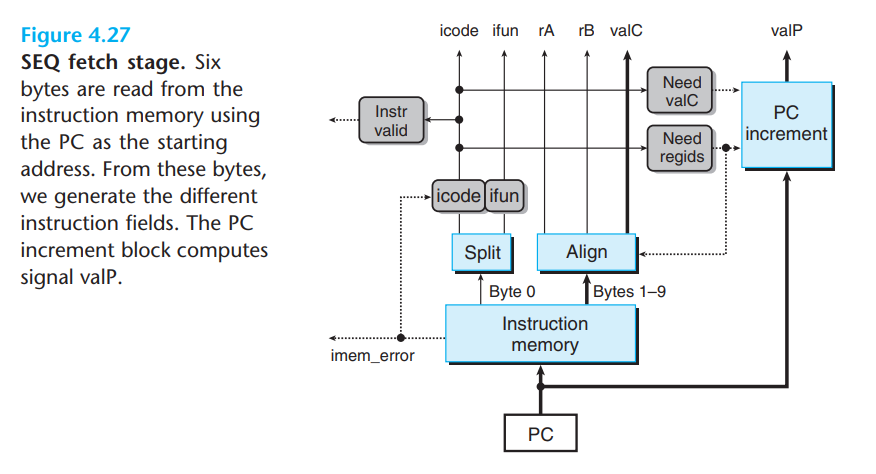 Figure 4.27
SEQ fetch stage. Six
bytes are read from the
instruction memory using
the PC as the starting
address. From these bytes,
we generate the different
instruction fields. The PC
increment block computes
signal valP.
icode ifun rA rB valC valP
Need
valC
Instr
valid
PC
increment
Need
regids
icode ifun
Split Align
Byte 0 Bytes 1–9
Instruction
memory
imem_error
PC